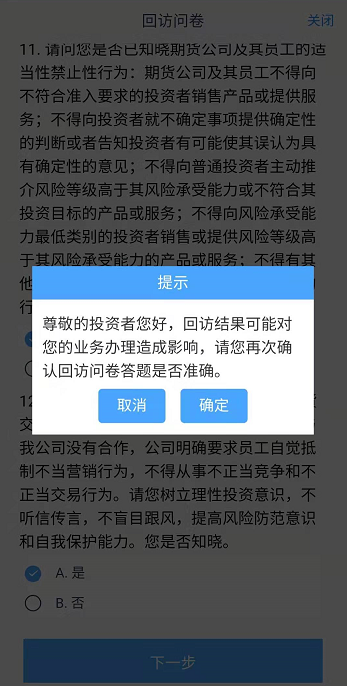 回访问卷
关闭
11. 请问您是否已知晓期货公司及其员工的适
当性禁止性行为：期货公司及其员工不得向
不符合准入要求的投资者销售产品或提供服
务；不得向投资者就不确定事项提供确定性
的判断或者告知投资者有可能使其误认为具
有确定性的意见；不得向普通投资者主动推
介风险等级高于其风险承受能力或不符合其
投资目标的产品或服务；不得向风险承受能
力最低类别的投资者销售或提供风险等级高
于其风险承受能力的产品或服务；不得有其
他
行
提示
尊敬的投资者您好，回访结果可能对
您的业务办理造成影响，请您再次确
认回访问卷答题是否准确。
取消
确定
12
交
我公司没有合作，公司明确要求员工自觉抵
制不当营销行为，不得从事不正当竞争和不
正当交易行为。请您树立理性投资意识，不
听信传言，不盲目跟风，提高风险防范意识
和自我保护能力。您是否知晓。
A. 是
B. 否
下一步